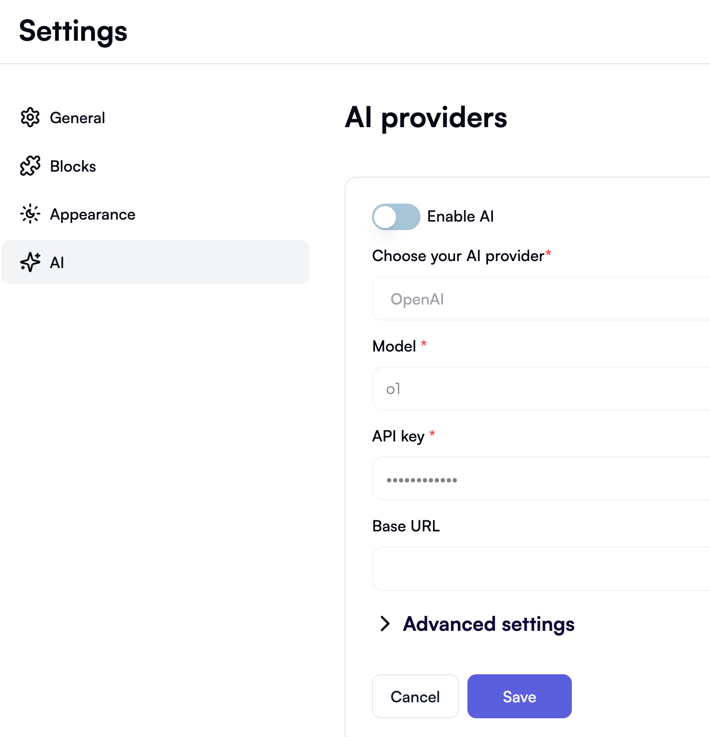 Settings
General
Blocks
Appearance
AI
AI providers
Enable AI
Choose your AI provider*
OpenAI
Model *
o1
API key *
••••••••••••
Base URL
Advanced settings
Cancel
Save